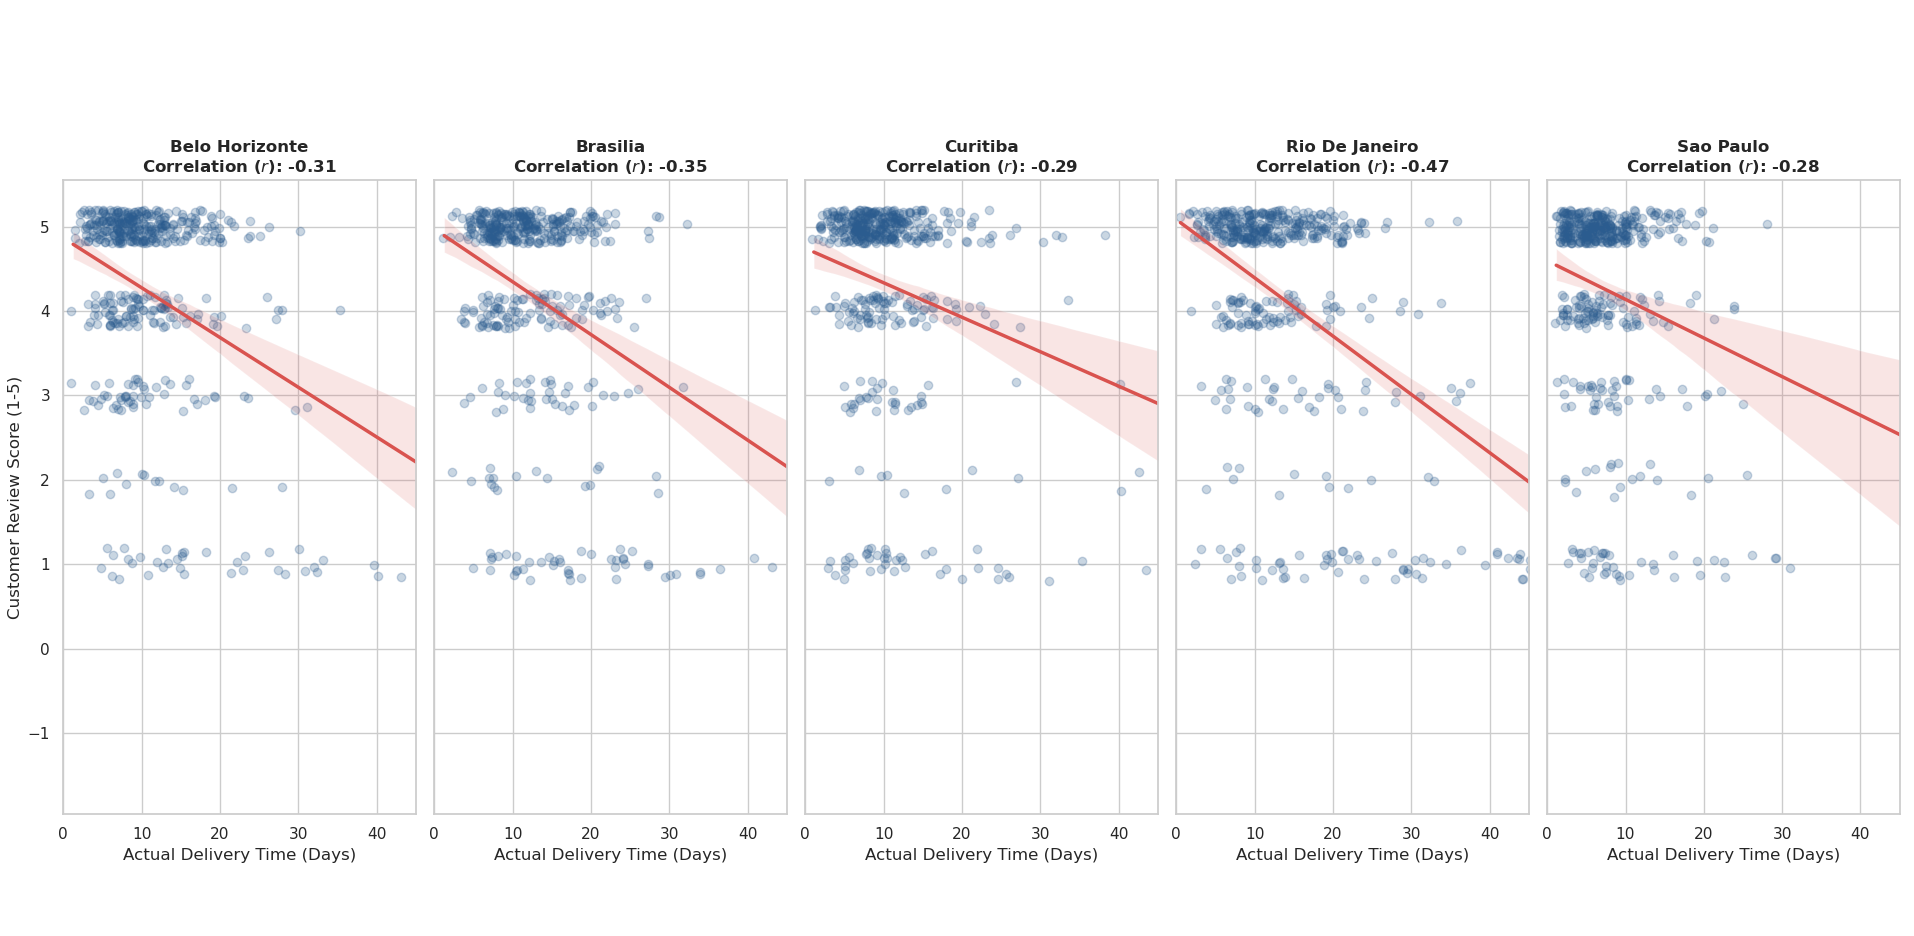 Belo Horizonte
Correlation (r): -0.31
Brasilia
Correlation (r): -0.35
Curitiba
Correlation (r): -0.29
Rio De Janeiro
Correlation (r): -0.47
Sao Paulo
Correlation (r): -0.28
Customer Review Score (1-5)
5
4
3
2
1
0
−1
0 10 20 30 40
0 10 20 30 40
0 10 20 30 40
0 10 20 30 40
0 10 20 30 40
Actual Delivery Time (Days)
Actual Delivery Time (Days)
Actual Delivery Time (Days)
Actual Delivery Time (Days)
Actual Delivery Time (Days)